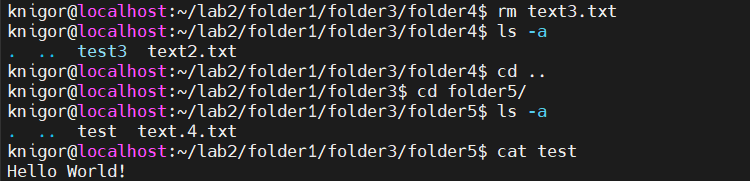 knigor@localhost:~/lab2/folder1/folder3/folder4$ rm text3.txt
knigor@localhost:~/lab2/folder1/folder3/folder4$ ls -a
.  ..  test3  text2.txt
knigor@localhost:~/lab2/folder1/folder3/folder4$ cd ..
knigor@localhost:~/lab2/folder1/folder3$ cd folder5/
knigor@localhost:~/lab2/folder1/folder3/folder5$ ls -a
.  ..  test  text.4.txt
knigor@localhost:~/lab2/folder1/folder3/folder5$ cat test
Hello World!